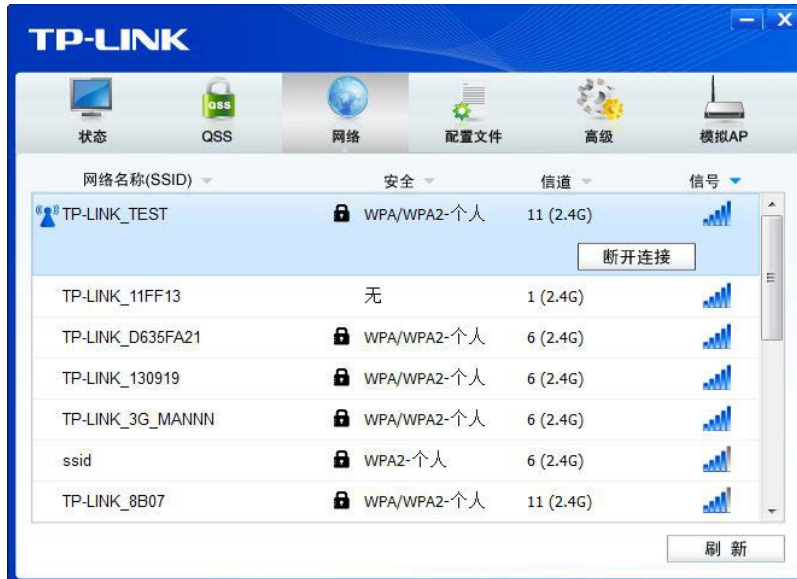 TP-LINK
QSS
状态 QSS 网络 配置文件 高级 模拟AP
网络名称(SSID) 安全 信道 信号
TP-LINK_TEST WPA/WPA2-个人 11 (2.4G)
断开连接
TP-LINK_11FF13 无 1 (2.4G)
TP-LINK_D635FA21 WPA/WPA2-个人 6 (2.4G)
TP-LINK_130919 WPA/WPA2-个人 6 (2.4G)
TP-LINK_3G_MANNN WPA/WPA2-个人 6 (2.4G)
ssid WPA2-个人 6 (2.4G)
TP-LINK_8B07 WPA/WPA2-个人 11 (2.4G)
刷 新